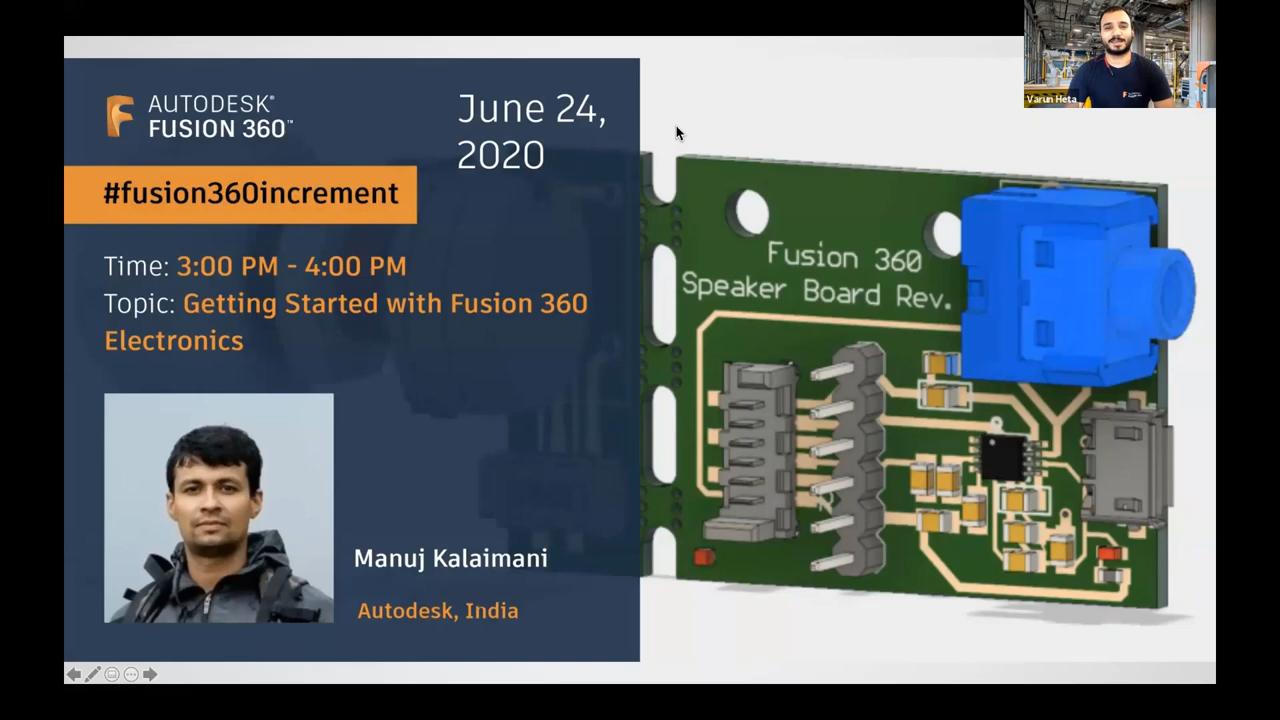 AUTODESK®
FUSION 360™
June 24,
2020
#fusion360increment
Time: 3:00 PM - 4:00 PM
Topic: Getting Started with Fusion 360
Electronics
Manuj Kalaimani
Autodesk, India
Fusion 360
Speaker Board Rev.
Varun Heta